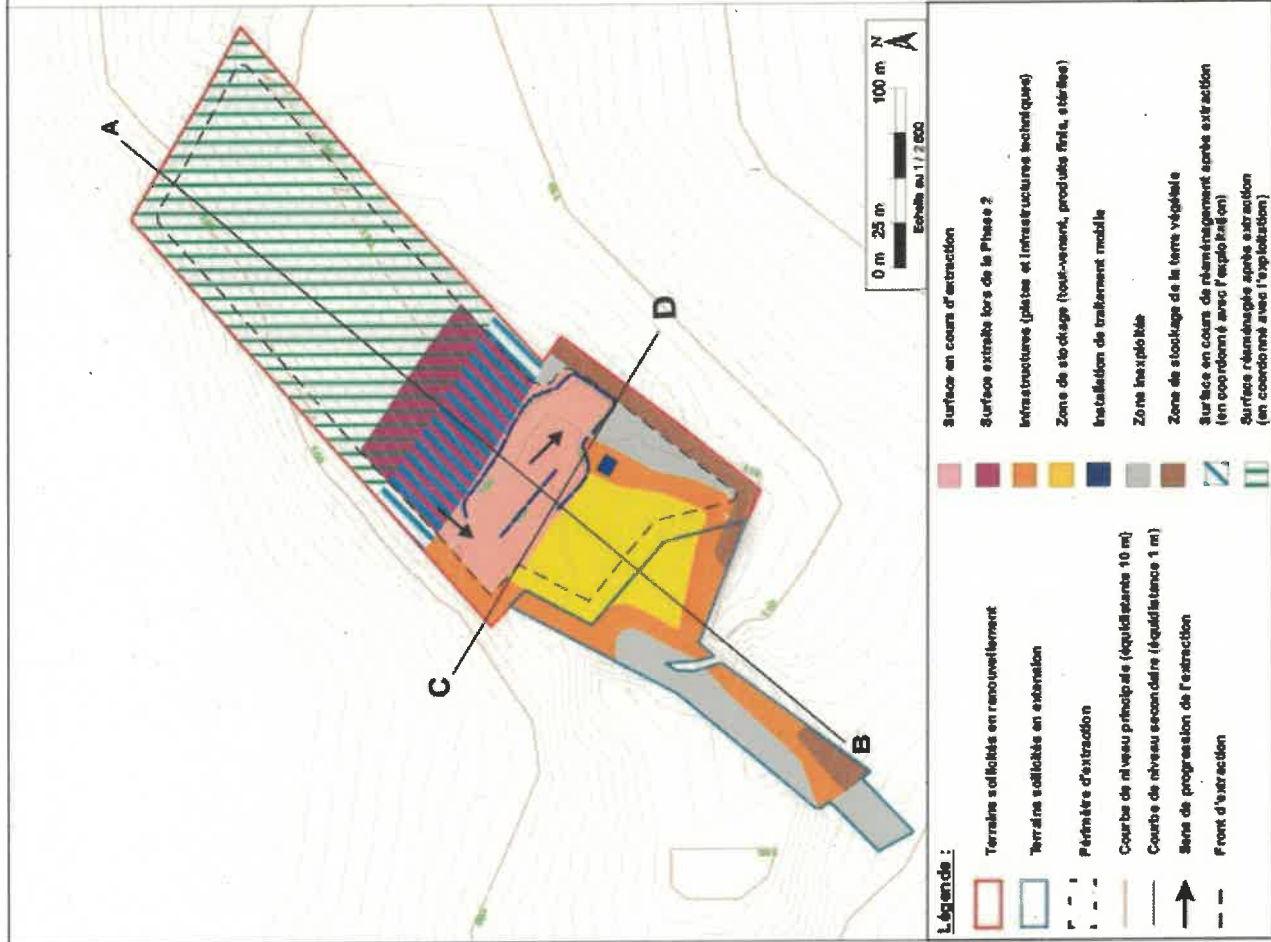 A
D
C
B
N
0 m 25 m 100 m
Echelle au 1 / 2 600
Légende :
Terrains sollicités en renouvellement
Terrains sollicités en extension
Périmètre d'extraction
Courbe de niveau principale (équidistante 10 m)
Courbe de niveau secondaire (équidistance 1 m)
Sens de progression de l'extraction
Front d'extraction
Surface en cours d'extraction
Surface extraite lors de la Phase 2
Infrastructures (pistes et infrastructures techniques)
Zone de stockage (tout-venant, produits finis, stériles)
Installation de traitement mobile
Zone inexploitée
Zone de stockage de la terre végétale
Surface en cours de réaménagement après extraction
(en coordonné avec l'exploitation)
Surface réaménagée après extraction
(en coordonné avec l'exploitation)